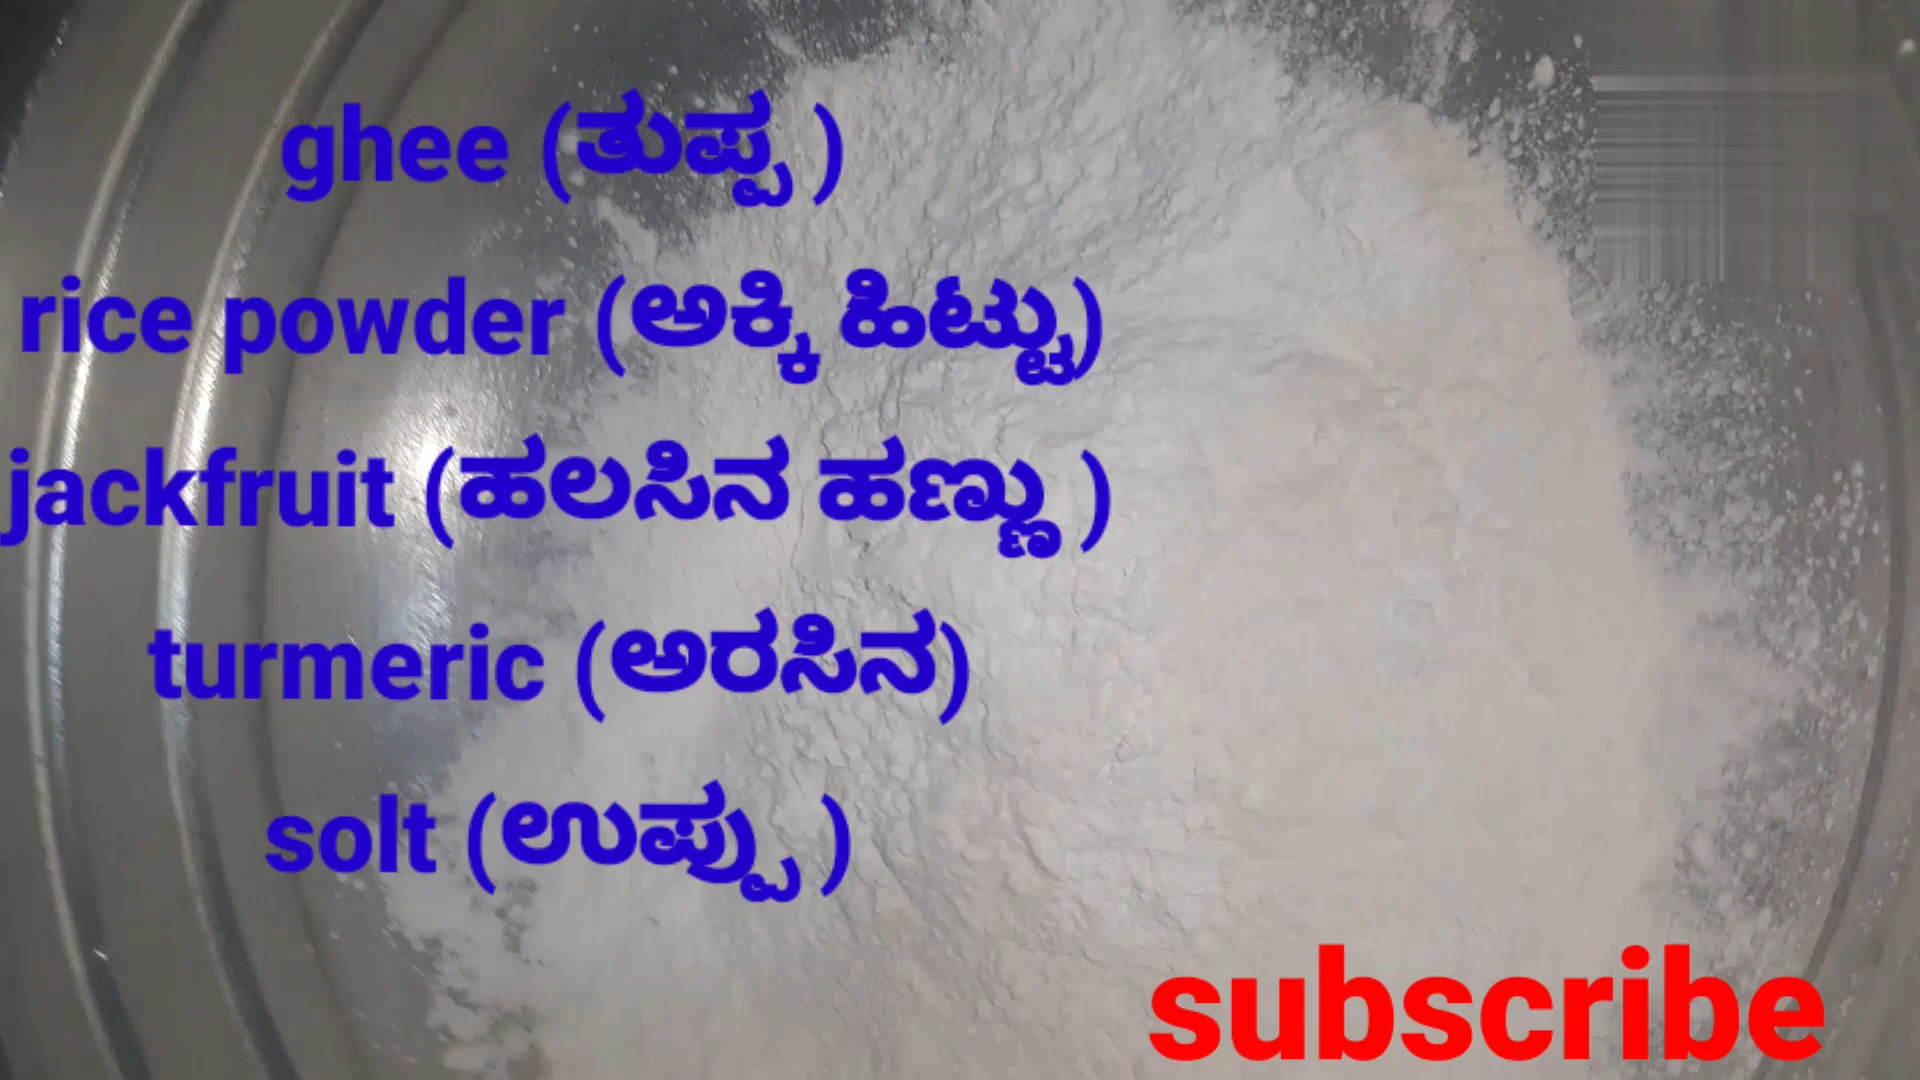 ghee (ತುಪ್ಪ )
rice powder (ಅಕ್ಕಿ ಹಿಟ್ಟು)
jackfruit (ಹಲಸಿನ ಹಣ್ಣು )
turmeric (ಅರಸಿನ)
solt (ಉಪ್ಪು )
subscribe